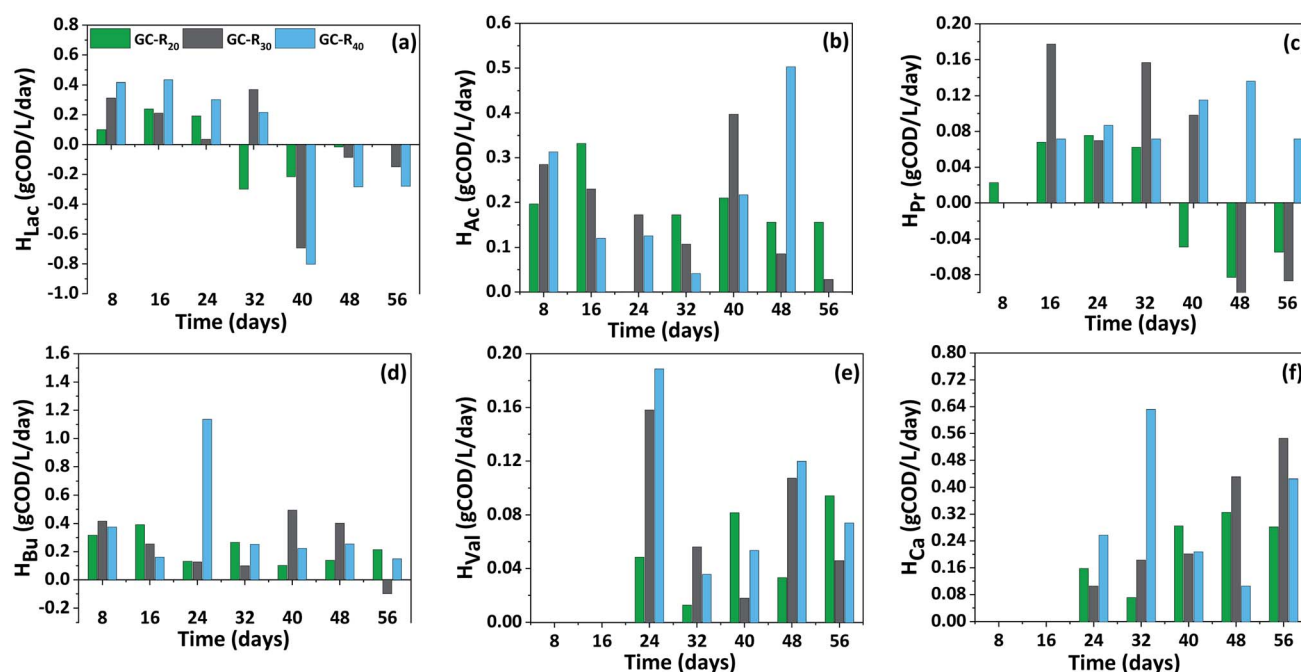 GC-R20 GC-R30 GC-R40
(a)
H_Lac (gCOD/L/day)
0.8
0.6
0.4
0.2
0.0
-0.2
-0.4
-0.6
-0.8
-1.0
8 16 24 32 40 48 56
Time (days)
(b)
H_Ac (gCOD/L/day)
0.6
0.5
0.4
0.3
0.2
0.1
0.0
8 16 24 32 40 48 56
Time (days)
(c)
H_Pr (gCOD/L/day)
0.20
0.16
0.12
0.08
0.04
0.00
-0.04
-0.08
8 16 24 32 40 48 56
Time (days)
(d)
H_Bu (gCOD/L/day)
1.6
1.4
1.2
1.0
0.8
0.6
0.4
0.2
0.0
-0.2
8 16 24 32 40 48 56
Time (days)
(e)
H_Val (gCOD/L/day)
0.20
0.16
0.12
0.08
0.04
0.00
8 16 24 32 40 48 56
Time (days)
(f)
H_Ca (gCOD/L/day)
0.80
0.72
0.64
0.56
0.48
0.40
0.32
0.24
0.16
0.08
0.00
8 16 24 32 40 48 56
Time (days)